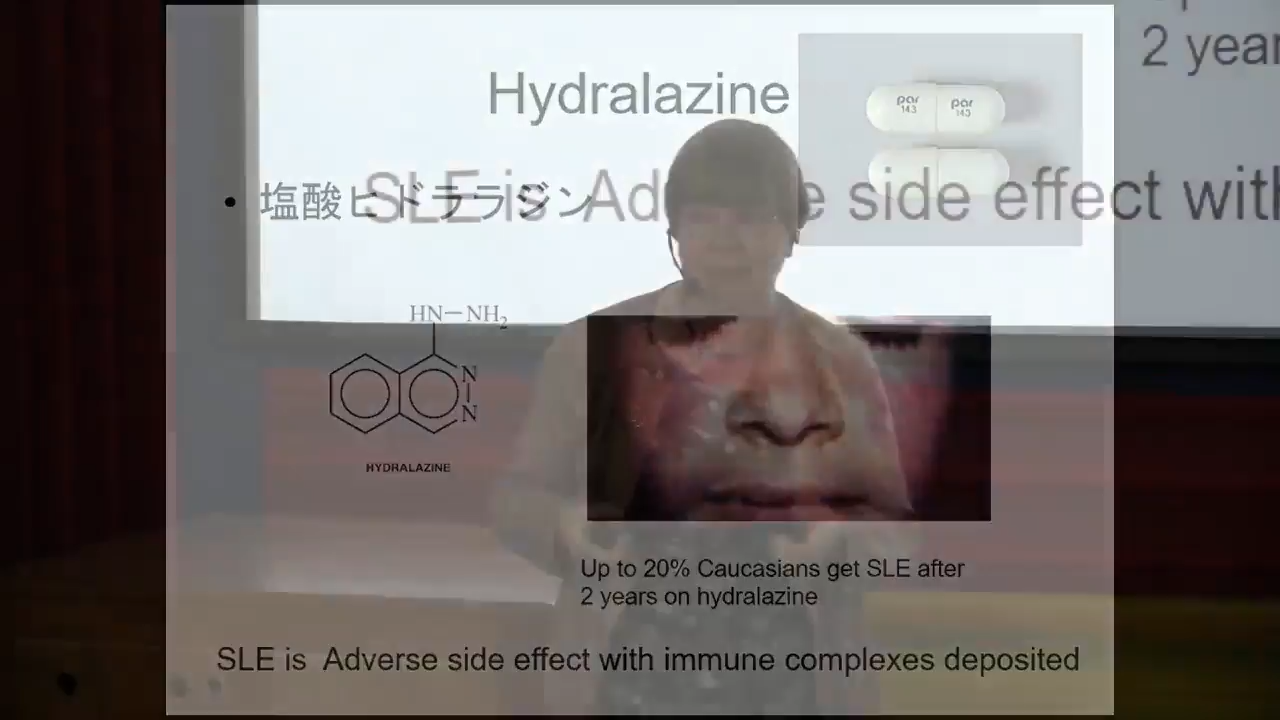 2 year
Hydralazine
par par
143 143
• 塩酸ヒドララジン
SLE is Ad e side effect with
HN—NH2
N
N
HYDRALAZINE
Up to 20% Caucasians get SLE after
2 years on hydralazine
SLE is Adverse side effect with immune complexes deposited